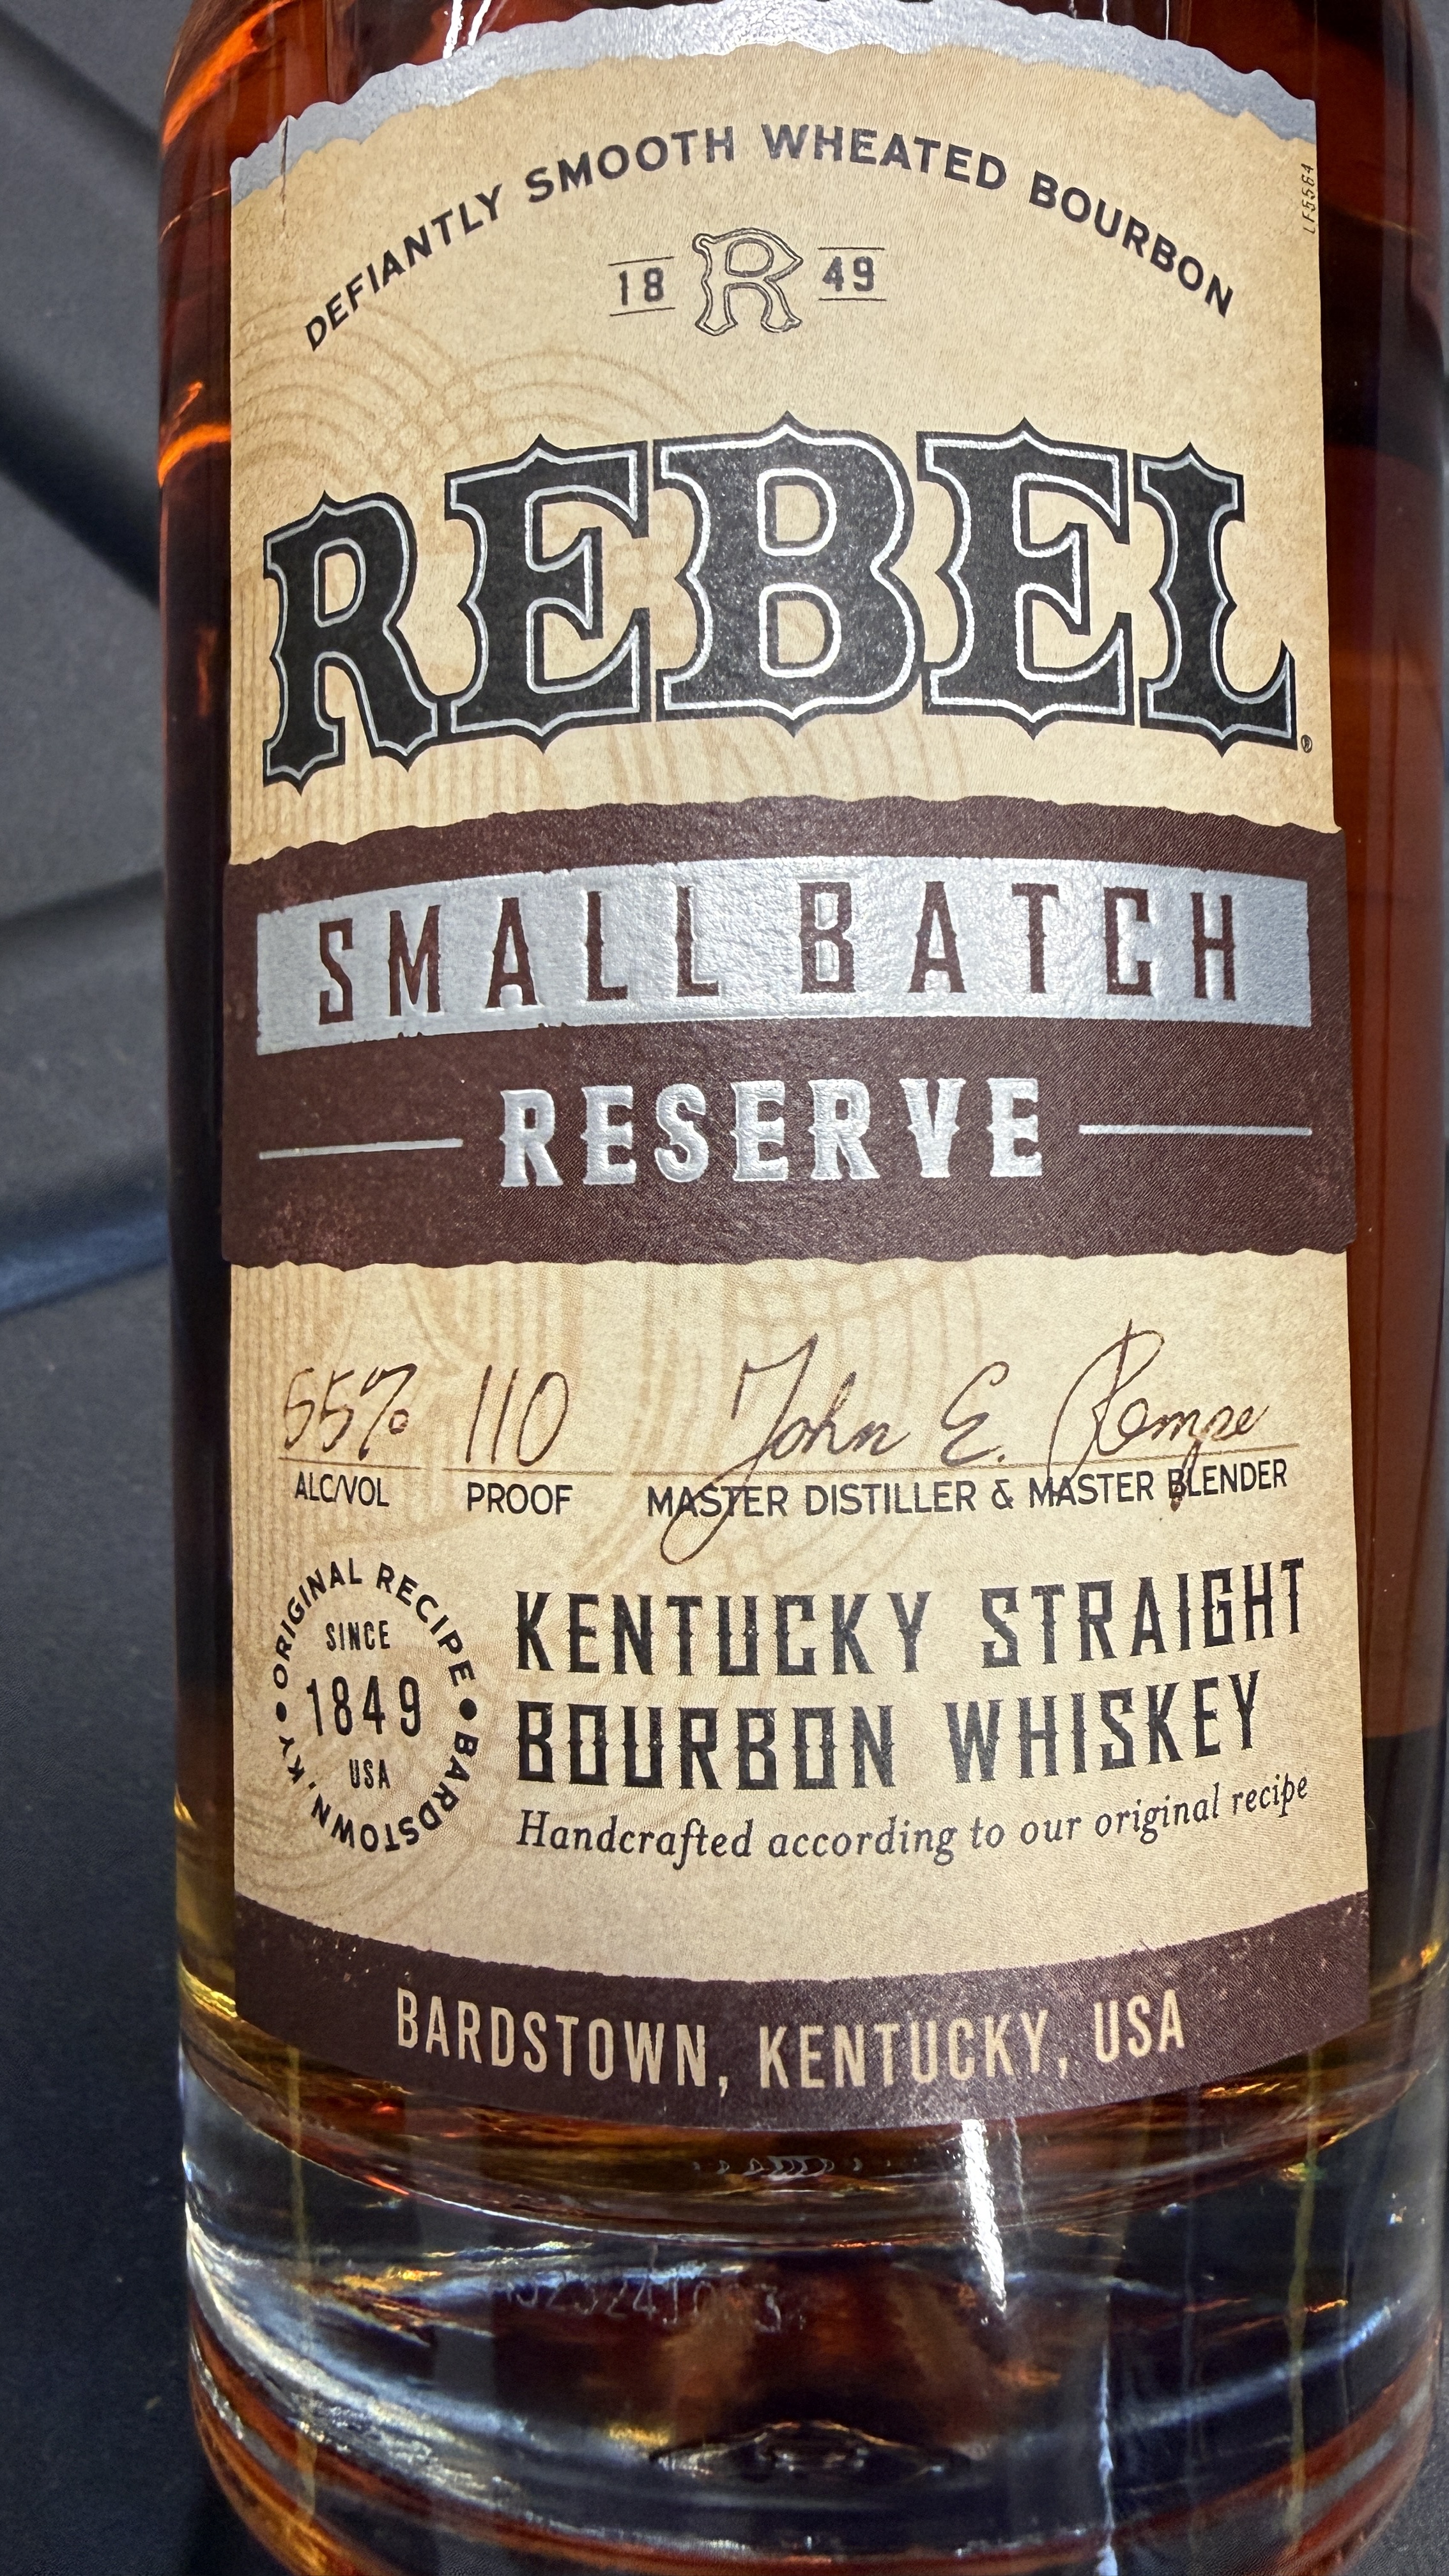 DEFIANTLY SMOOTH WHEATED BOURBON
18 R 49
LF5564
REBEL®
SMALL BATCH
RESERVE
55% 110 John E. Rempe
ALC/VOL PROOF MASTER DISTILLER & MASTER BLENDER
ORIGINAL RECIPE • BARDSTOWN, KY •
SINCE
1849
USA
KENTUCKY STRAIGHT
BOURBON WHISKEY
Handcrafted according to our original recipe
BARDSTOWN, KENTUCKY, USA